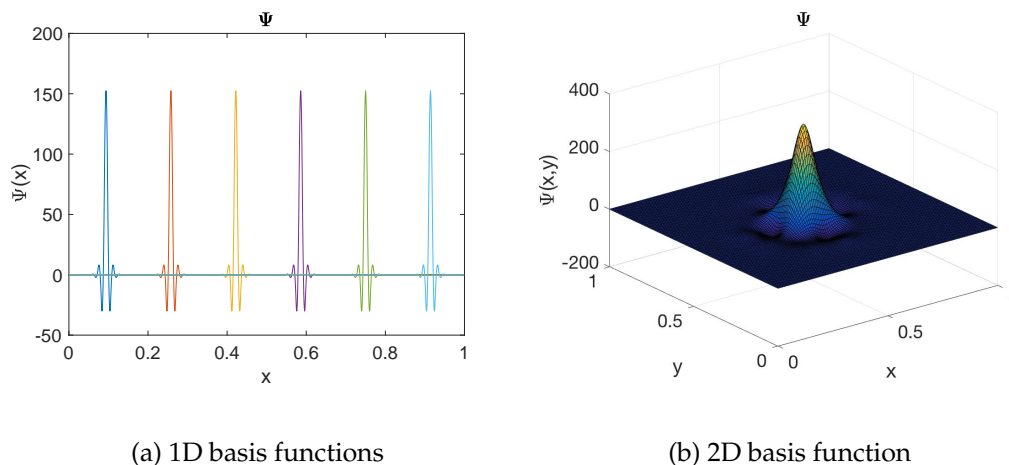 Ψ
200
150
100
50
0
-50
0 0.2 0.4 0.6 0.8 1
Ψ(x)
x
(a) 1D basis functions
Ψ
400
200
0
-200
Ψ(x,y)
1
0.5
0
y
0
0.5
x
(b) 2D basis function